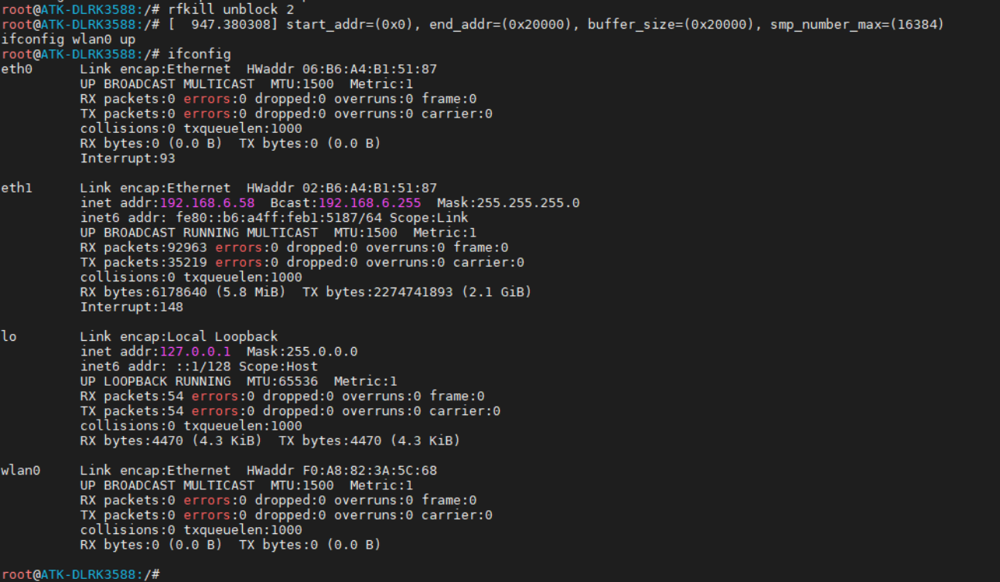 root@ATK-DLRK3588:/# rfkill unblock 2
root@ATK-DLRK3588:/# [  947.380308] start_addr=(0x0), end_addr=(0x20000), buffer_size=(0x20000), smp_number_max=(16384)
ifconfig wlan0 up
root@ATK-DLRK3588:/# ifconfig
eth0      Link encap:Ethernet  HWaddr 06:B6:A4:B1:51:87
          UP BROADCAST MULTICAST  MTU:1500  Metric:1
          RX packets:0 errors:0 dropped:0 overruns:0 frame:0
          TX packets:0 errors:0 dropped:0 overruns:0 carrier:0
          collisions:0 txqueuelen:1000
          RX bytes:0 (0.0 B)  TX bytes:0 (0.0 B)
          Interrupt:93

eth1      Link encap:Ethernet  HWaddr 02:B6:A4:B1:51:87
          inet addr:192.168.6.58  Bcast:192.168.6.255  Mask:255.255.255.0
          inet6 addr: fe80::b6:a4ff:feb1:5187/64 Scope:Link
          UP BROADCAST RUNNING MULTICAST  MTU:1500  Metric:1
          RX packets:92963 errors:0 dropped:0 overruns:0 frame:0
          TX packets:35219 errors:0 dropped:0 overruns:0 carrier:0
          collisions:0 txqueuelen:1000
          RX bytes:6178640 (5.8 MiB)  TX bytes:2274741893 (2.1 GiB)
          Interrupt:148

lo        Link encap:Local Loopback
          inet addr:127.0.0.1  Mask:255.0.0.0
          inet6 addr: ::1/128 Scope:Host
          UP LOOPBACK RUNNING  MTU:65536  Metric:1
          RX packets:54 errors:0 dropped:0 overruns:0 frame:0
          TX packets:54 errors:0 dropped:0 overruns:0 carrier:0
          collisions:0 txqueuelen:1000
          RX bytes:4470 (4.3 KiB)  TX bytes:4470 (4.3 KiB)

wlan0     Link encap:Ethernet  HWaddr F0:A8:82:3A:5C:68
          UP BROADCAST MULTICAST  MTU:1500  Metric:1
          RX packets:0 errors:0 dropped:0 overruns:0 frame:0
          TX packets:0 errors:0 dropped:0 overruns:0 carrier:0
          collisions:0 txqueuelen:1000
          RX bytes:0 (0.0 B)  TX bytes:0 (0.0 B)

root@ATK-DLRK3588:/#